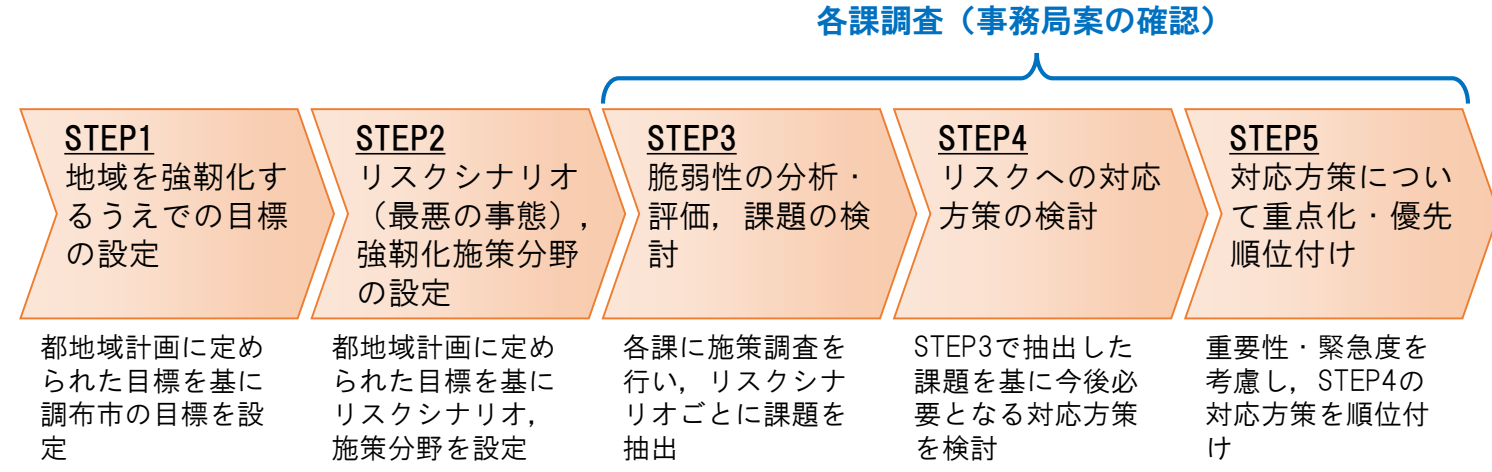 各課調査（事務局案の確認）
STEP1
地域を強靱化す
るうえでの目標
の設定
STEP2
リスクシナリオ
（最悪の事態），
強靱化施策分野
の設定
STEP3
脆弱性の分析・
評価，課題の検
討
STEP4
リスクへの対応
方策の検討
STEP5
対応方策につい
て重点化・優先
順位付け
都地域計画に定め
られた目標を基に
調布市の目標を設
定
都地域計画に定め
られた目標を基に
リスクシナリオ，
施策分野を設定
各課に施策調査を
行い，リスクシナ
リオごとに課題を
抽出
STEP3で抽出した
課題を基に今後必
要となる対応方策
を検討
重要性・緊急度を
考慮し，STEP4の
対応方策を順位付
け